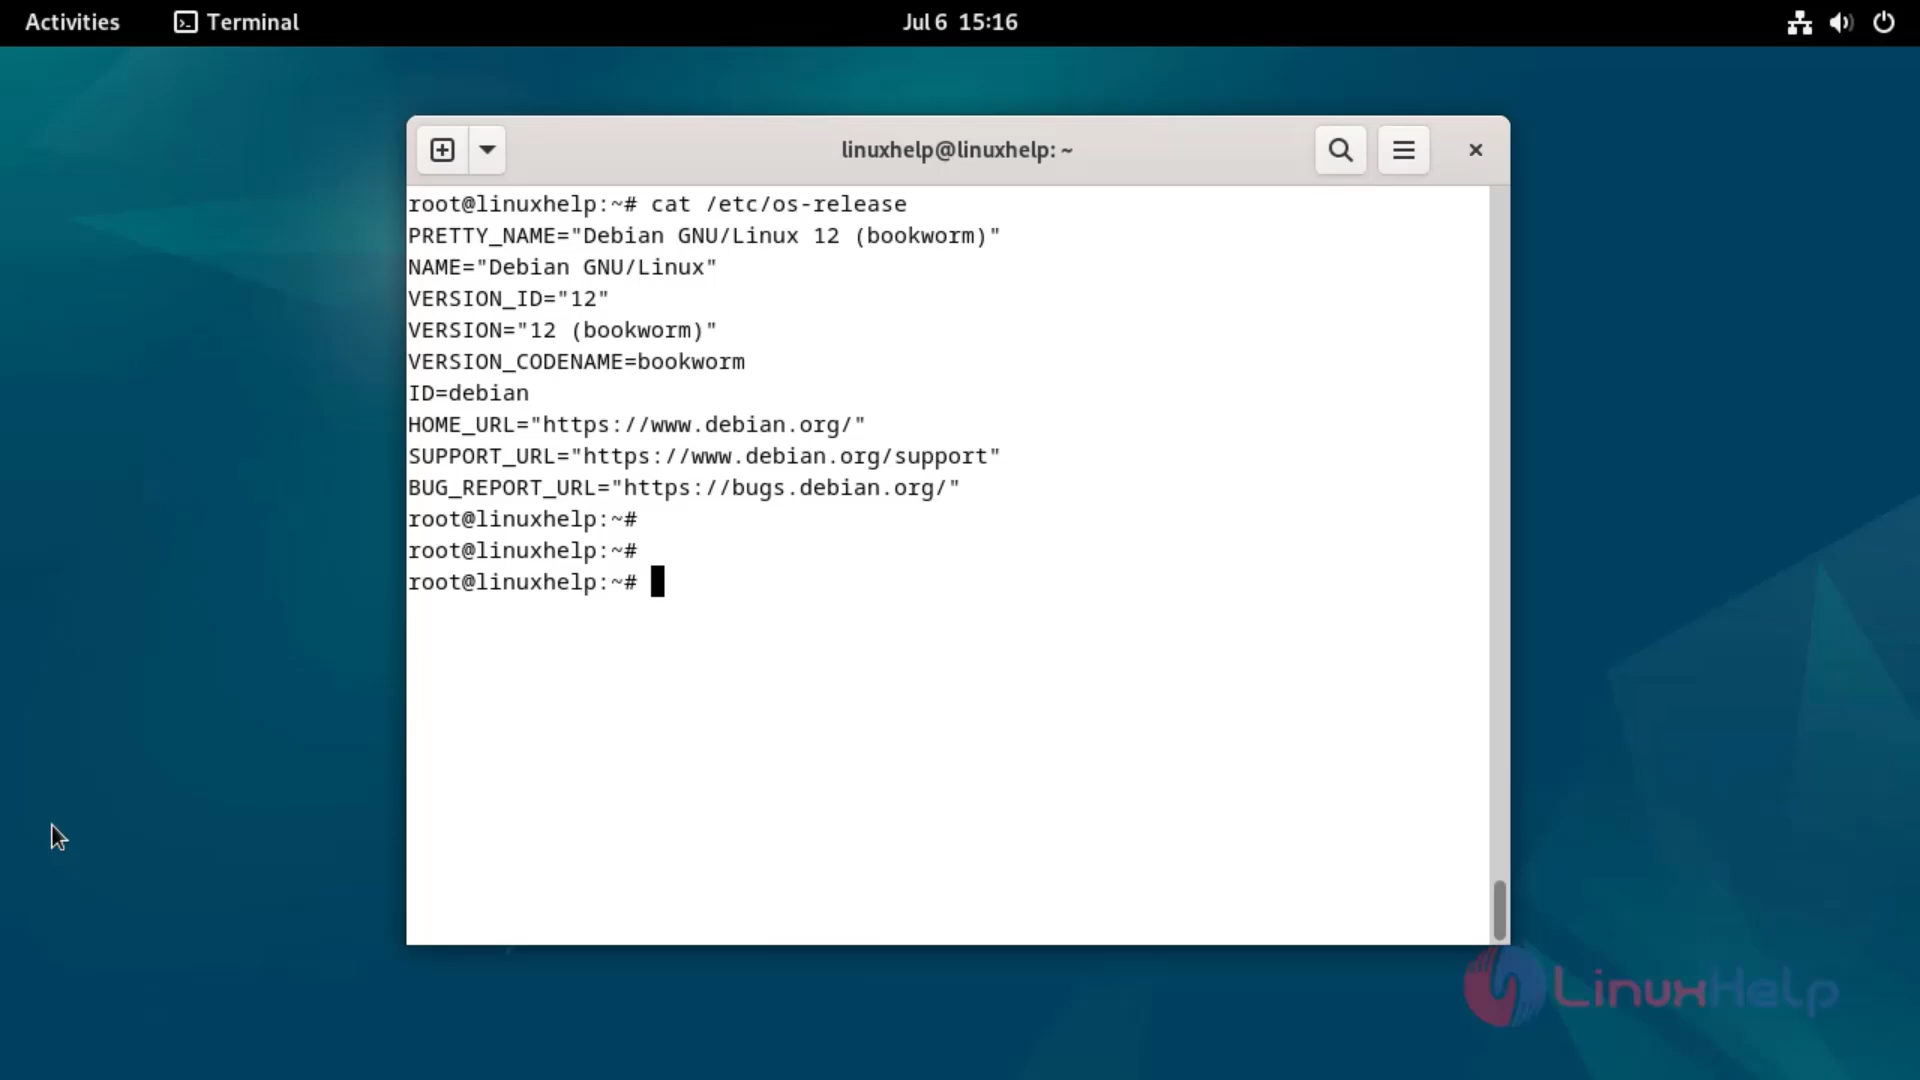 Activities Terminal Jul 6 15:16
linuxhelp@linuxhelp: ~
root@linuxhelp:~# cat /etc/os-release
PRETTY_NAME="Debian GNU/Linux 12 (bookworm)"
NAME="Debian GNU/Linux"
VERSION_ID="12"
VERSION="12 (bookworm)"
VERSION_CODENAME=bookworm
ID=debian
HOME_URL="https://www.debian.org/"
SUPPORT_URL="https://www.debian.org/support"
BUG_REPORT_URL="https://bugs.debian.org/"
root@linuxhelp:~#
root@linuxhelp:~#
root@linuxhelp:~#
LinuxHelp